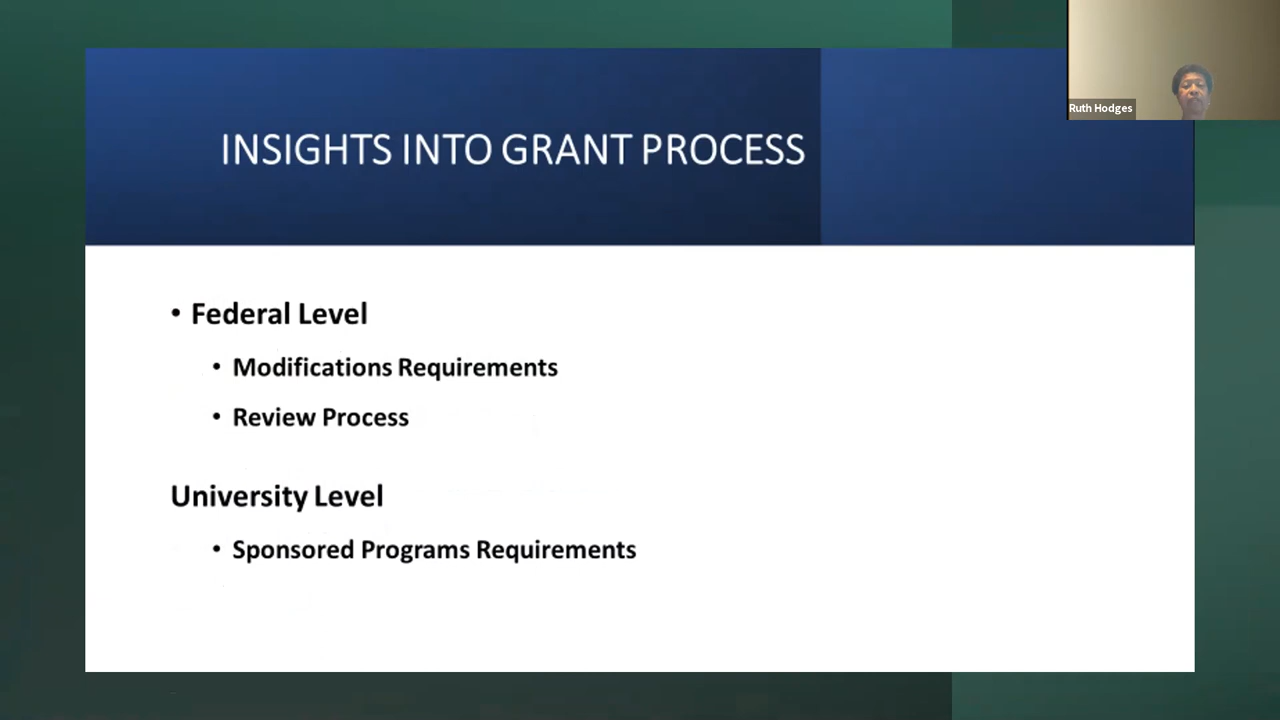 Ruth Hodges
INSIGHTS INTO GRANT PROCESS
• Federal Level
• Modifications Requirements
• Review Process
University Level
• Sponsored Programs Requirements